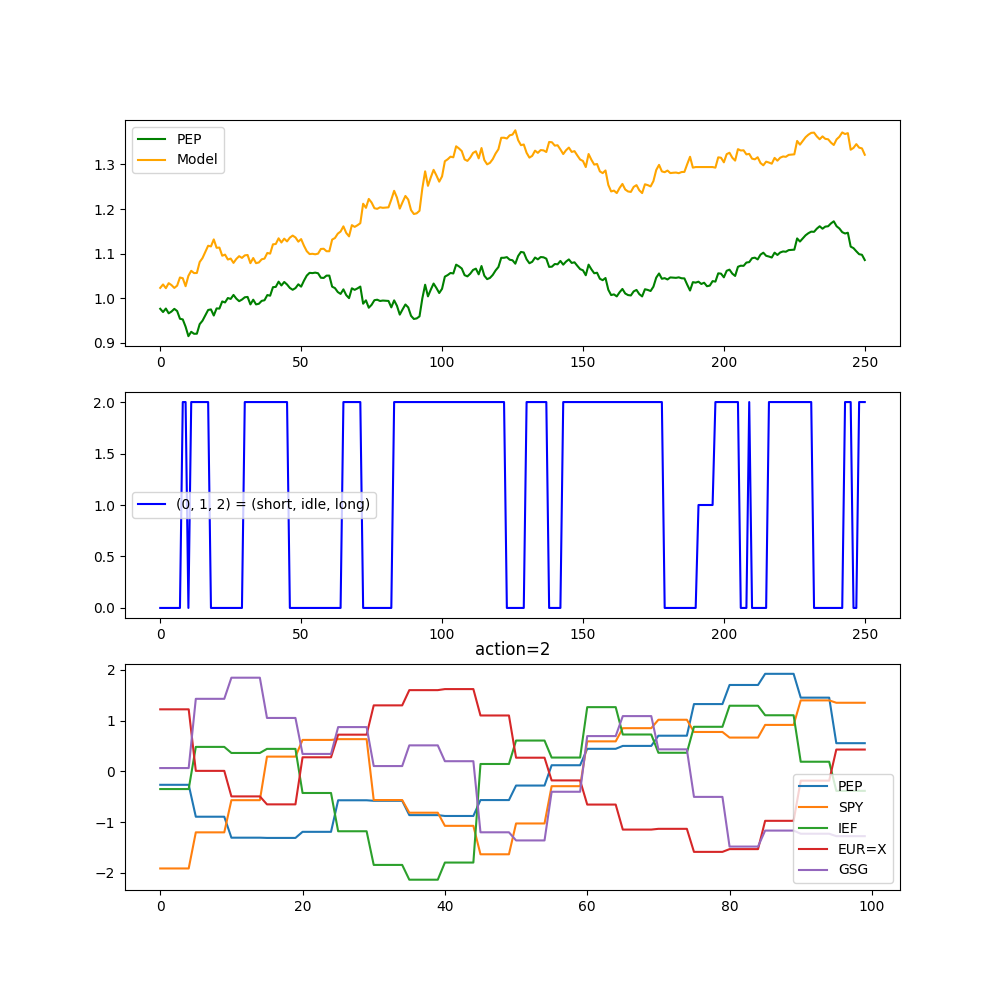 PEP
Model
1.3
1.2
1.1
1.0
0.9
0 50 100 150 200 250
2.0
1.5
1.0
0.5
0.0
(0, 1, 2) = (short, idle, long)
0 50 100 150 200 250
action=2
2
1
0
−1
−2
PEP
SPY
IEF
EUR=X
GSG
0 20 40 60 80 100